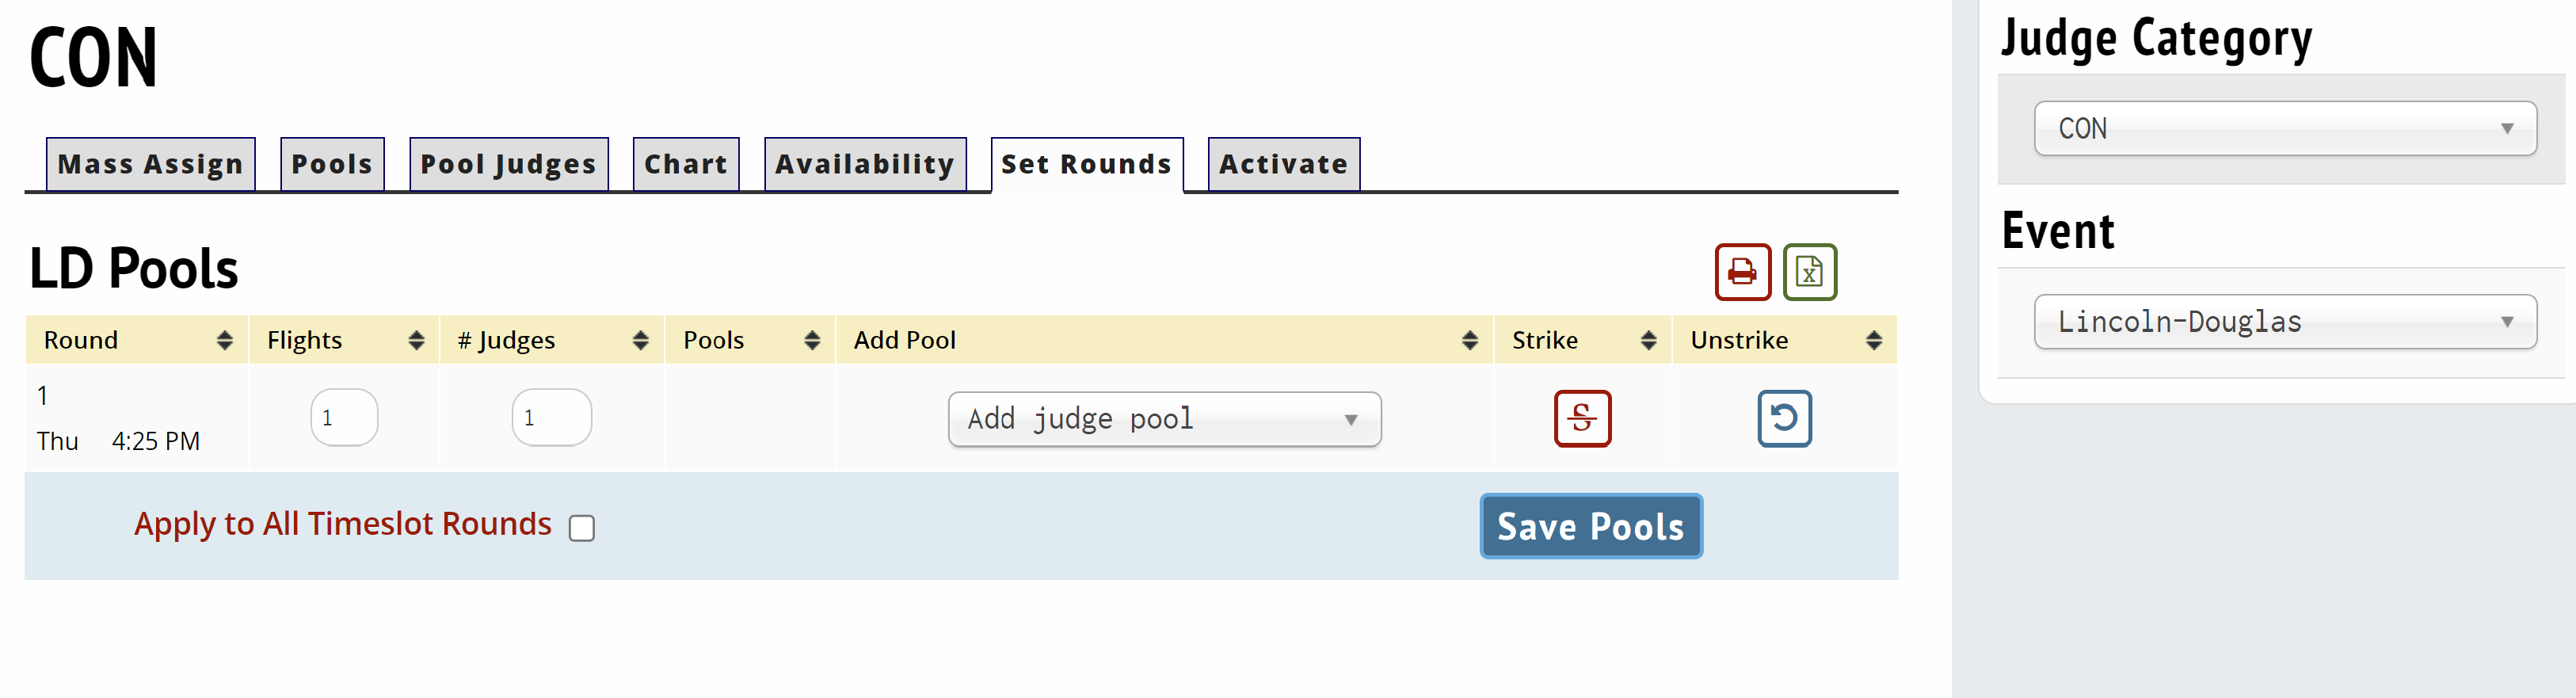 CON
Mass Assign
Pools
Pool Judges
Chart
Availability
Set Rounds
Activate
LD Pools
Round
Flights
# Judges
Pools
Add Pool
Strike
Unstrike
1
Thu 4:25 PM
1
1
Add judge pool
S
Apply to All Timeslot Rounds
Save Pools
Judge Category
CON
Event
Lincoln-Douglas